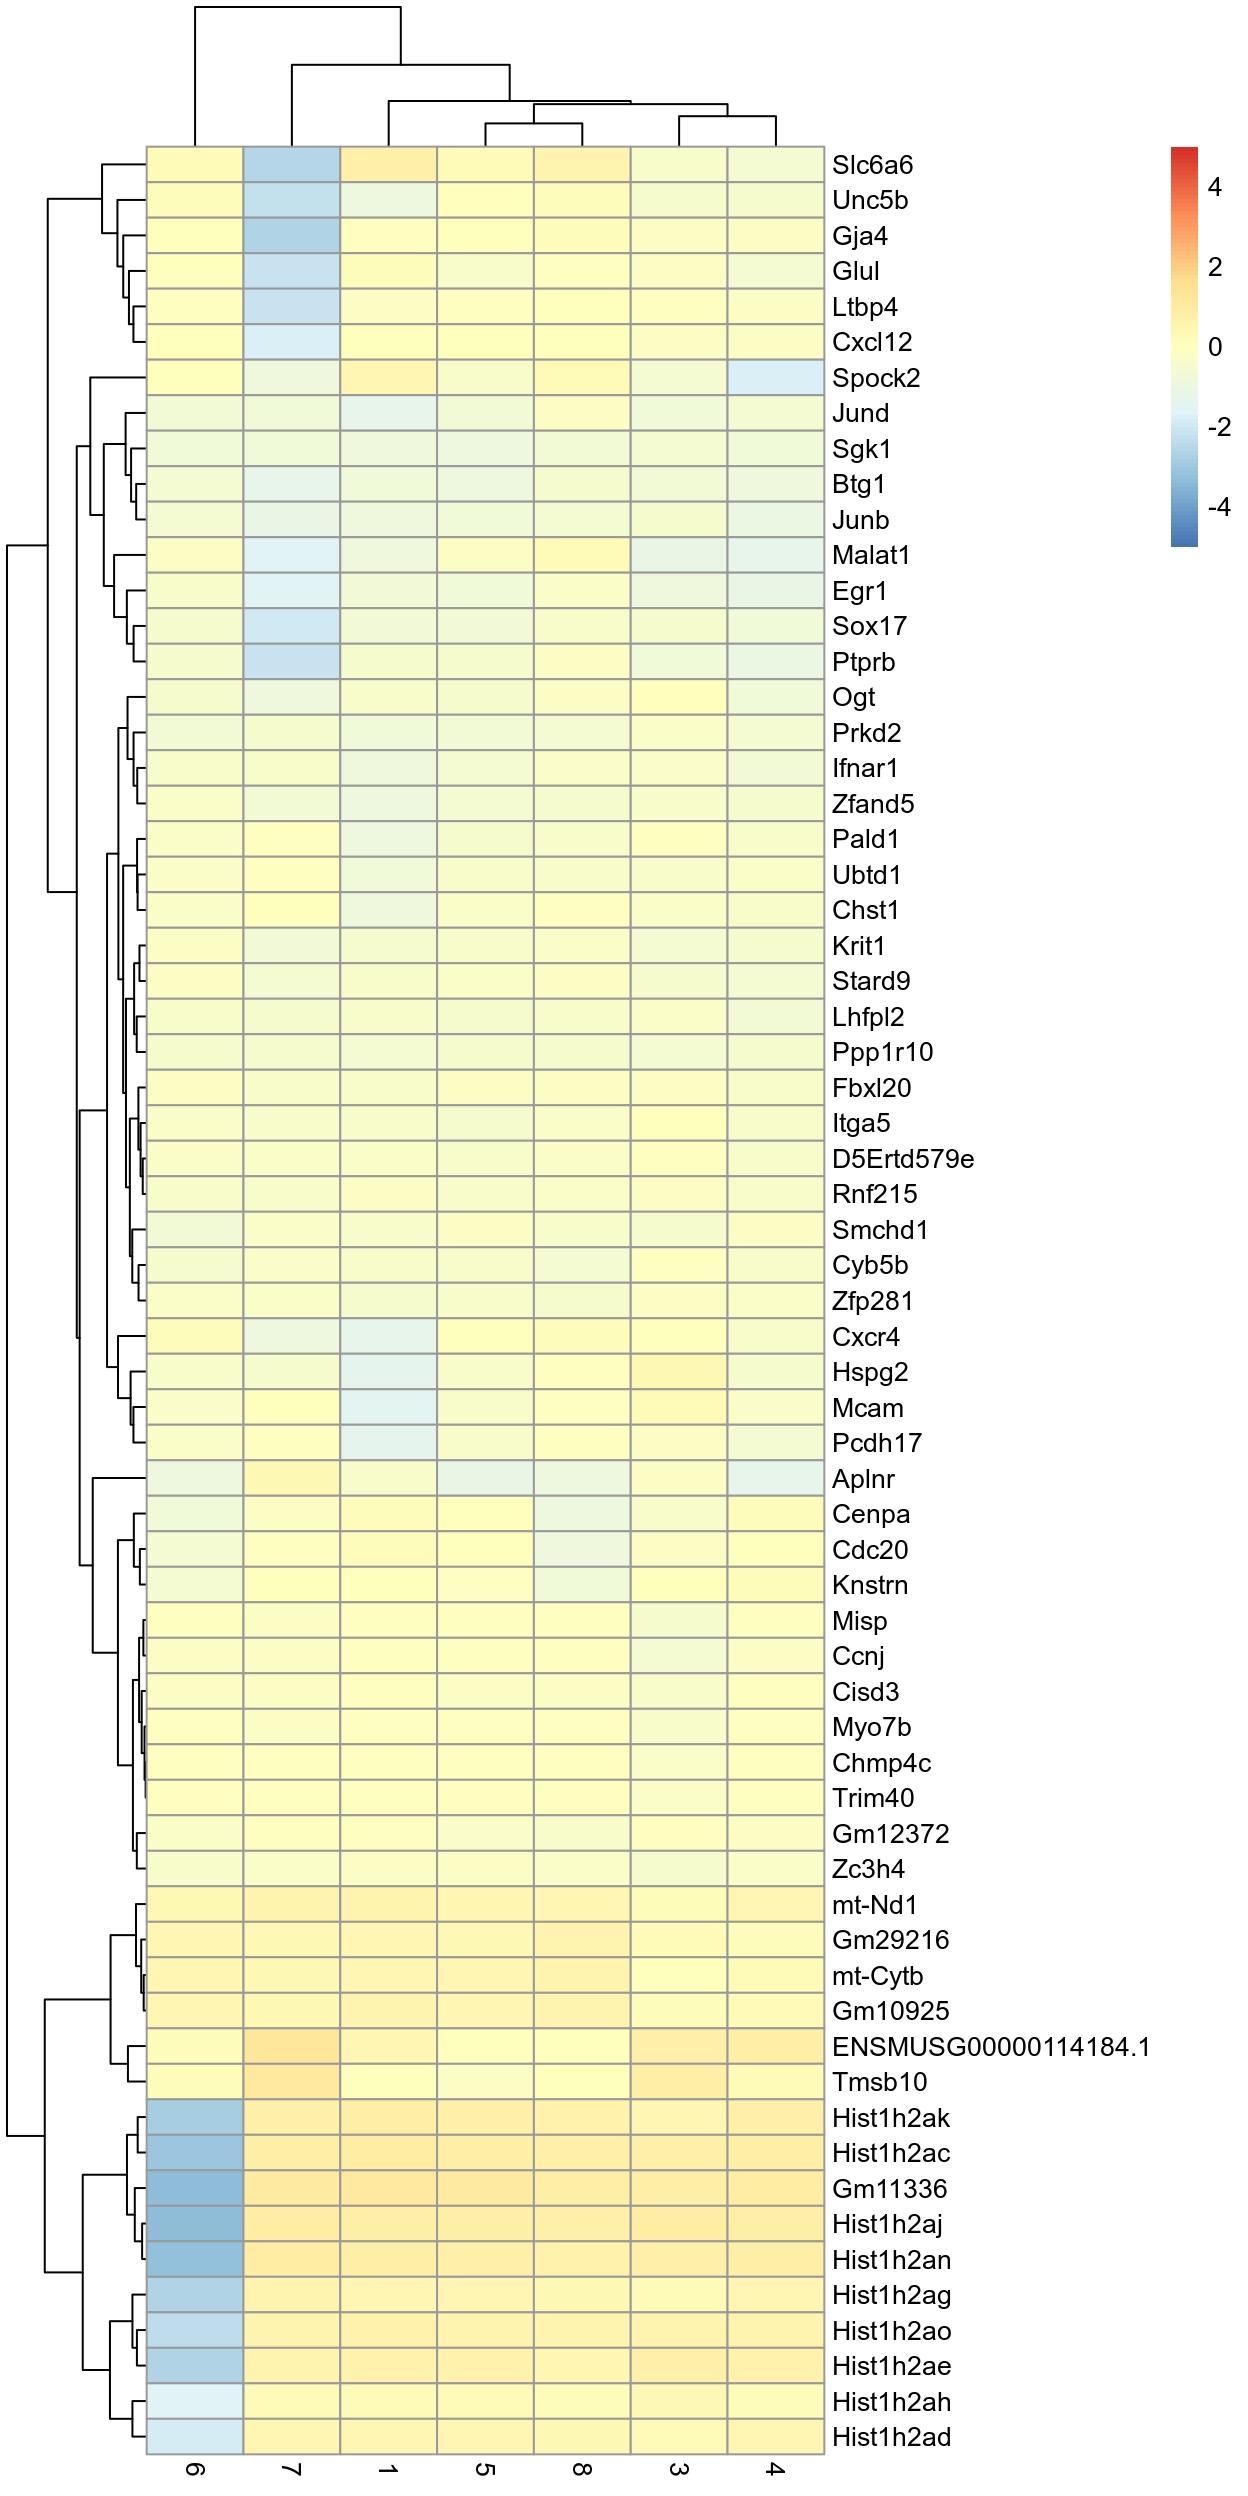 Slc6a6
Unc5b
Gja4
Glul
Ltbp4
Cxcl12
Spock2
Jund
Sgk1
Btg1
Junb
Malat1
Egr1
Sox17
Ptprb
Ogt
Prkd2
Ifnar1
Zfand5
Pald1
Ubtd1
Chst1
Krit1
Stard9
Lhfpl2
Ppp1r10
Fbxl20
Itga5
D5Ertd579e
Rnf215
Smchd1
Cyb5b
Zfp281
Cxcr4
Hspg2
Mcam
Pcdh17
Aplnr
Cenpa
Cdc20
Knstrn
Misp
Ccnj
Cisd3
Myo7b
Chmp4c
Trim40
Gm12372
Zc3h4
mt-Nd1
Gm29216
mt-Cytb
Gm10925
ENSMUSG00000114184.1
Tmsb10
Hist1h2ak
Hist1h2ac
Gm11336
Hist1h2aj
Hist1h2an
Hist1h2ag
Hist1h2ao
Hist1h2ae
Hist1h2ah
Hist1h2ad
6 7 1 5 8 3 4
4
2
0
-2
-4